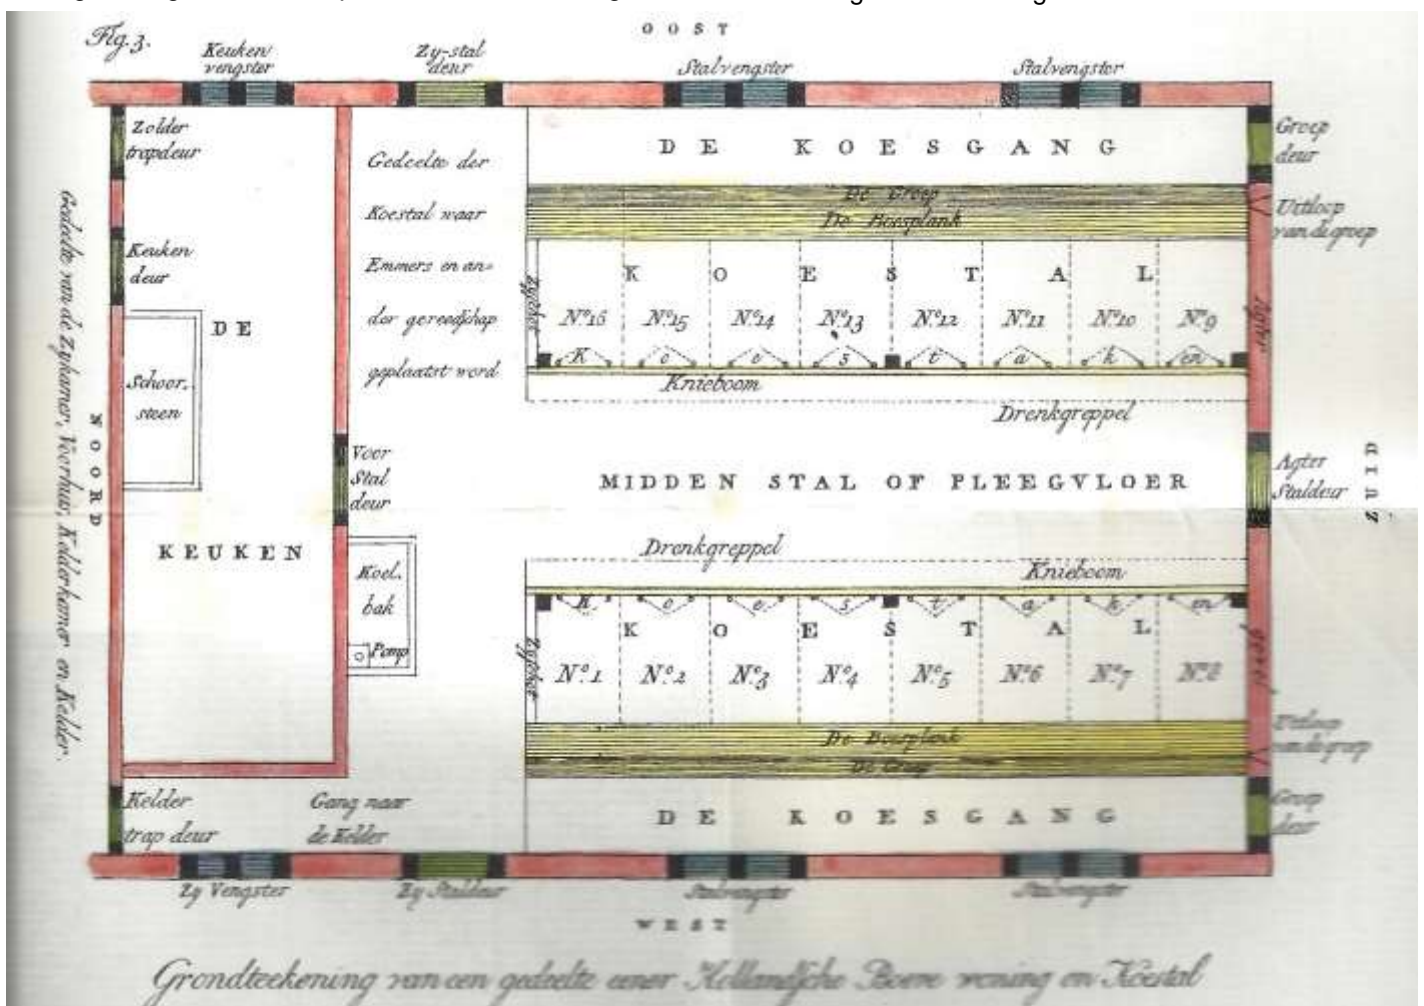 Fig. 3.
OOST
Keuken
vengster
Zy-stal
deur
Stalvengster
Stalvengster
Zolder
trapdeur
Keuken
deur
Schoor-
steen
DE
KEUKEN
Gedeelte der
Koestal waar
Emmers en an-
der gereedschap
geplaatst word
DE KOESGANG
De Groep
De Boesplank
KOESTAL
Zyschot
No. 16 No. 15 No. 14 No. 13 No. 12 No. 11 No. 10 No. 9
K o e s t a k en
Knieboom
Drenkgreppel
Groep
deur
Uitloop
van de groep
Voor
Stal
deur
MIDDEN STAL OF PLEEGVLOER
Agter
Staldeur
NOORD
ZUID
Gedeelte van de Zykamer, Voorhuis, Kelderkamer en Kelder.
Koel-
bak
Pomp
Drenkgreppel
Knieboom
K o e s t a k en
KOESTAL
Zyschot
No. 1 No. 2 No. 3 No. 4 No. 5 No. 6 No. 7 No. 8
De Boesplank
De Groep
Uitloop
van de groep
DE KOESGANG
Groep
deur
Kelder
trap deur
Gang naar
de Kelder
Zy Vengster
Zy Staldeur
Stalvengster
Stalvengster
WEST
Grondteekening van een gedeelte eener Hollandsche Boere woning en Koestal